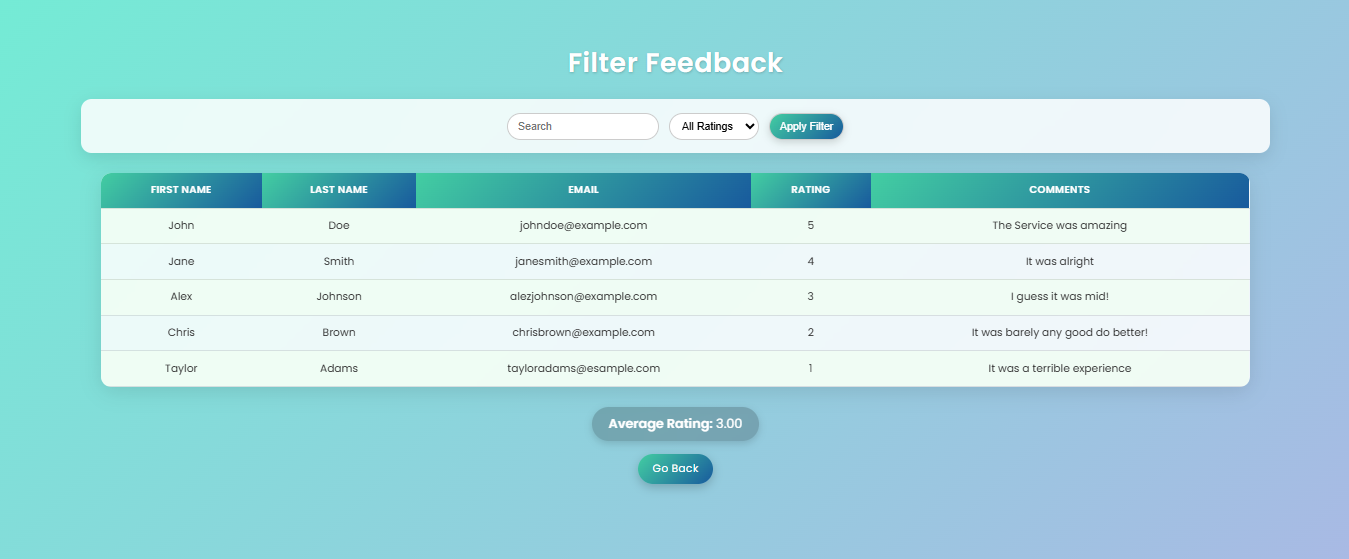 Filter Feedback
Search All Ratings Apply Filter
FIRST NAME LAST NAME EMAIL RATING COMMENTS
John Doe johndoe@example.com 5 The Service was amazing
Jane Smith janesmith@example.com 4 It was alright
Alex Johnson alezjohnson@example.com 3 I guess it was mid!
Chris Brown chrisbrown@example.com 2 It was barely any good do better!
Taylor Adams tayloradams@esample.com 1 It was a terrible experience
Average Rating: 3.00
Go Back